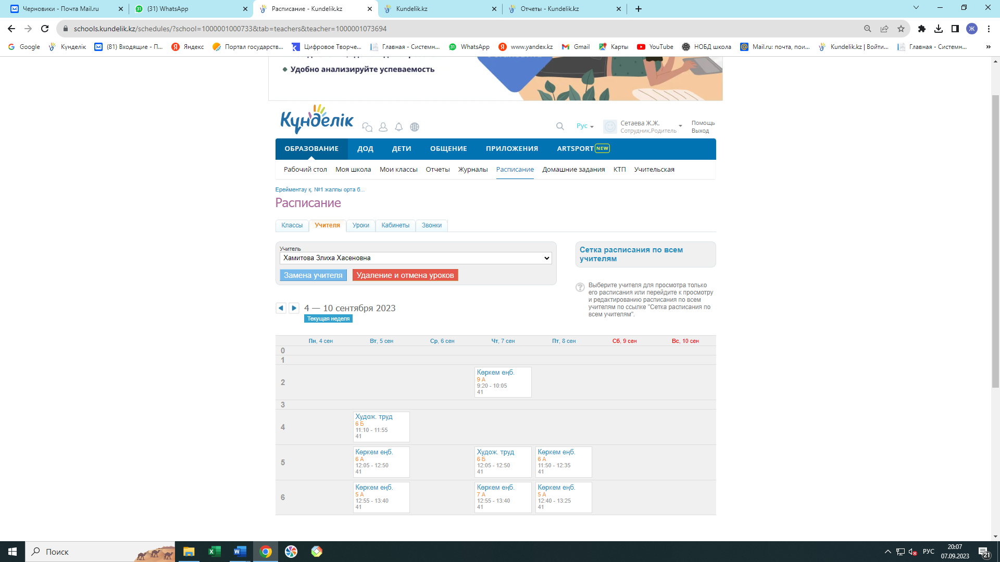 Черновики - Почта Mail.ru
(31) WhatsApp
Расписание - Kundelik.kz
Kundelik.kz
Отчеты - Kundelik.kz
schools.kundelik.kz/schedules/?school=1000001000733&tab=teachers&teacher=1000001073694
Ж
Google
Күнделік
(81) Входящие - П...
Яндекс
Портал государств...
Цифровое Творче...
Главная - Системн...
WhatsApp
www.yandex.kz
Gmail
Карты
YouTube
НОБД школа
Mail.ru: почта, пои...
Kundelik.kz | Войти...
Главная - Системн...
Удобно анализируйте успеваемость
Күнделік
Рус
Сетаева Ж.Ж.
Сотрудник,Родитель
Помощь
Выход
ОБРАЗОВАНИЕ ДОД ДЕТИ ОБЩЕНИЕ ПРИЛОЖЕНИЯ ARTSPORT NEW
Рабочий стол Моя школа Мои классы Отчеты Журналы Расписание Домашние задания КТП Учительская
Ерейментау қ. №1 жалпы орта б...
Расписание
Классы Учителя Уроки Кабинеты Звонки
Учитель
Хамитова Злиха Хасеновна
Замена учителя Удаление и отмена уроков
Сетка расписания по всем
учителям
Выберите учителя для просмотра только
его расписания или перейдите к просмотру
и редактированию расписания по всем
учителям по ссылке "Сетка расписания по
всем учителям".
4 — 10 сентября 2023
Текущая неделя
Пн, 4 сен Вт, 5 сен Ср, 6 сен Чт, 7 сен Пт, 8 сен Сб, 9 сен Вс, 10 сен
0
1
2
Көркем еңб.
9 А
9:20 - 10:05
41
3
4
Худож. труд
6 Б
11:10 - 11:55
41
5
Көркем еңб.
6 А
12:05 - 12:50
41
Худож. труд
6 Б
12:05 - 12:50
41
Көркем еңб.
6 А
11:50 - 12:35
41
6
Көркем еңб.
5 А
12:55 - 13:40
41
Көркем еңб.
7 А
12:55 - 13:40
41
Көркем еңб.
5 А
12:40 - 13:25
41
Поиск
РУС
20:07
07.09.2023
21